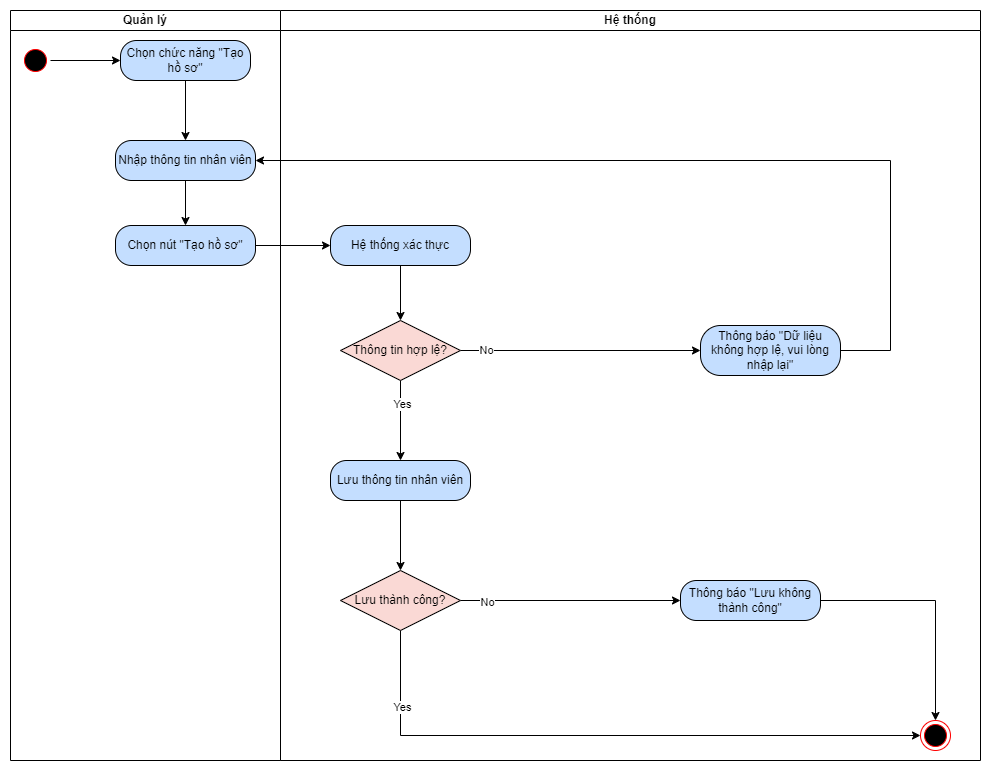 Quản lý
Hệ thống
Chọn chức năng "Tạo
hồ sơ"
Nhập thông tin nhân viên
Chọn nút "Tạo hồ sơ"
Hệ thống xác thực
Thông tin hợp lệ?
No
Thông báo "Dữ liệu
không hợp lệ, vui lòng
nhập lại"
Yes
Lưu thông tin nhân viên
Lưu thành công?
No
Thông báo "Lưu không
thành công"
Yes